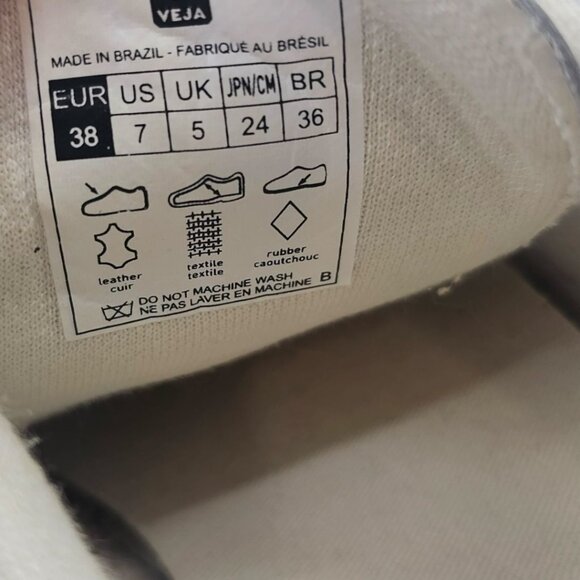 VEJA
MADE IN BRAZIL - FABRIQUÉ AU BRÉSIL
EUR US UK JPN/CM BR
38 7 5 24 36
leather
cuir
textile
textile
rubber
caoutchouc
DO NOT MACHINE WASH
NE PAS LAVER EN MACHINE B